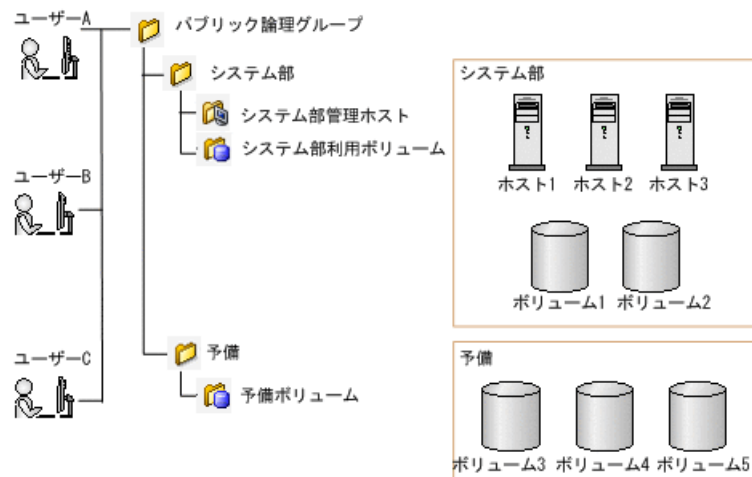 ユーザーA
パブリック論理グループ
システム部
システム部管理ホスト
システム部利用ボリューム
ユーザーB
ユーザーC
予備
予備ボリューム
システム部
ホスト1 ホスト2 ホスト3
ボリューム1 ボリューム2
予備
ボリューム3 ボリューム4 ボリューム5